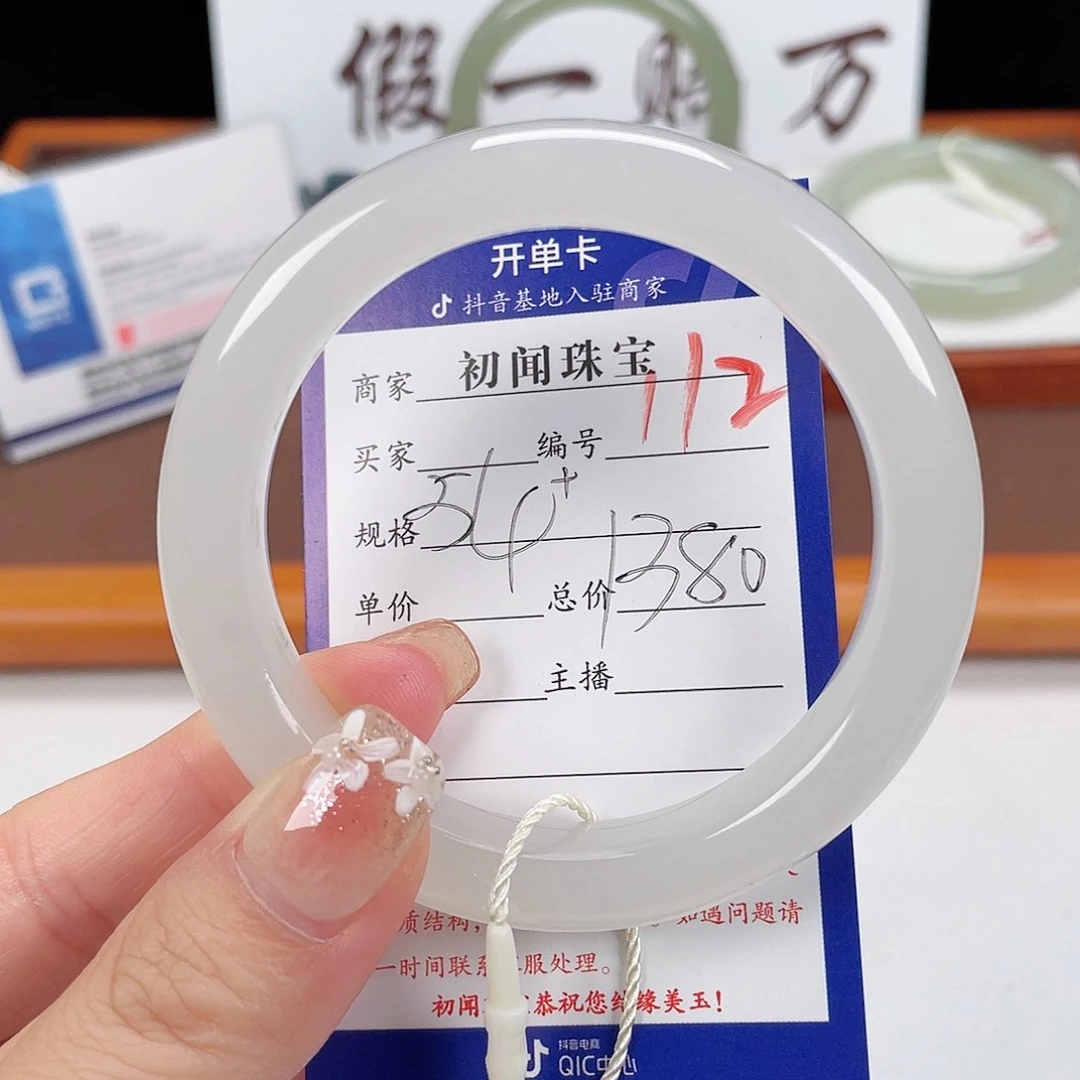 假一赔万
开单卡
抖音基地入驻商家
商家 初闻珠宝
买家 编号 112
规格 54+
单价 总价 1380
主播
质结构, 如遇问题请
一时间联系 服处理。
初闻 恭祝您结缘美玉!
抖音电商
QIC中心